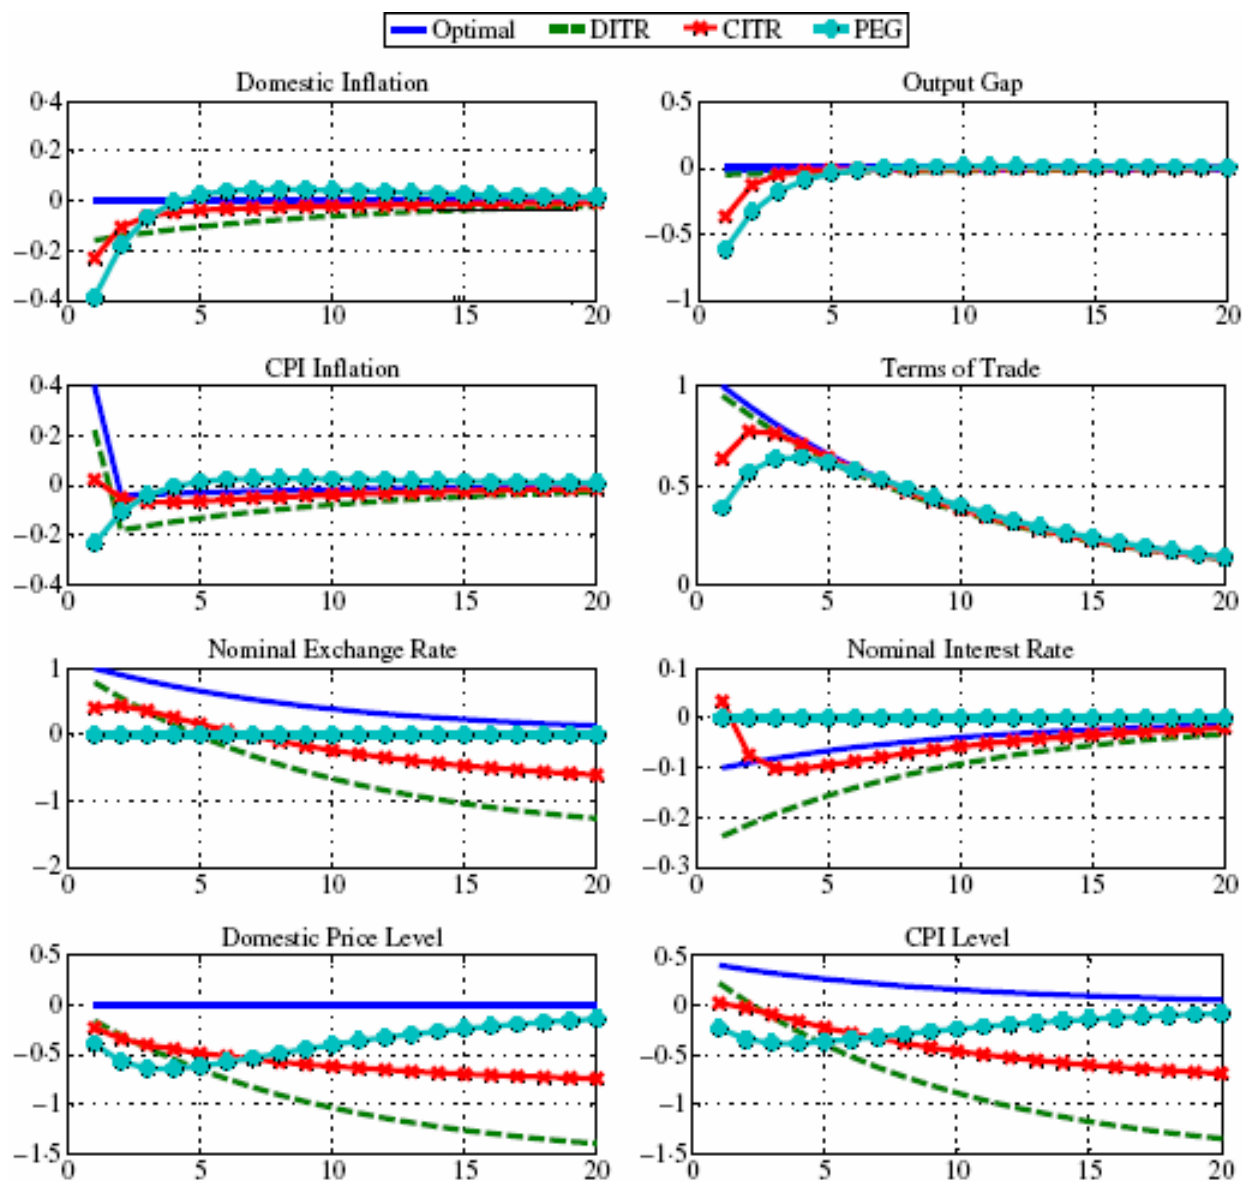 Optimal DITR CITR PEG
Domestic Inflation Output Gap
0·4 0·5
0·2
0 0
−0·2 −0·5
−0·4 −1
0 5 10 15 20 0 5 10 15 20
CPI Inflation Terms of Trade
0·4 1
0·2
0 0·5
−0·2
−0·4 0
0 5 10 15 20 0 5 10 15 20
Nominal Exchange Rate Nominal Interest Rate
1 0·1
0 0
−0·1
−1 −0·2
−2 −0·3
0 5 10 15 20 0 5 10 15 20
Domestic Price Level CPI Level
0·5 0·5
0 0
−0·5 −0·5
−1 −1
−1·5 −1·5
0 5 10 15 20 0 5 10 15 20